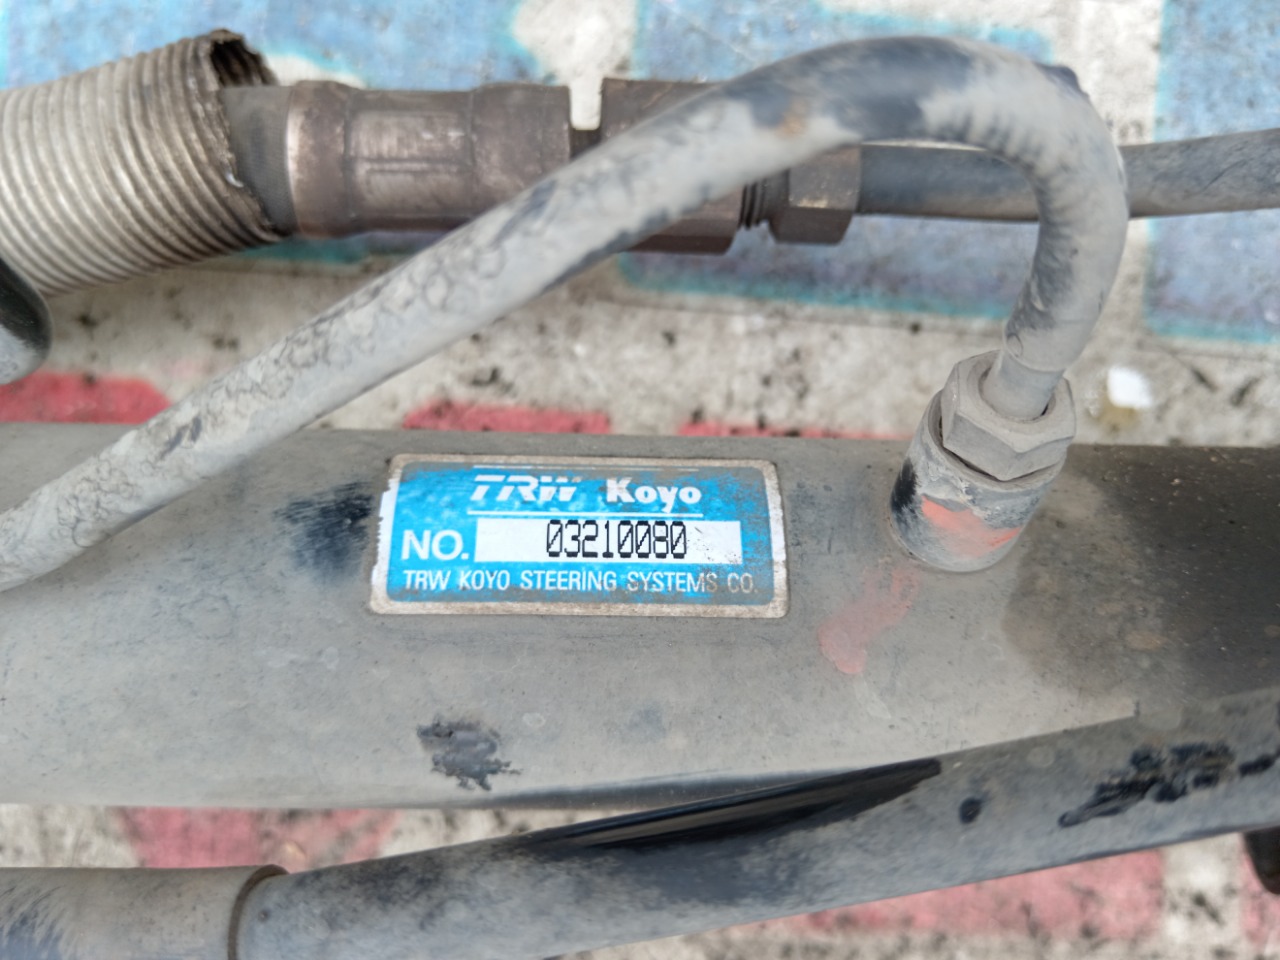 TRW Koyo
NO. 03210080
TRW KOYO STEERING SYSTEMS CO.